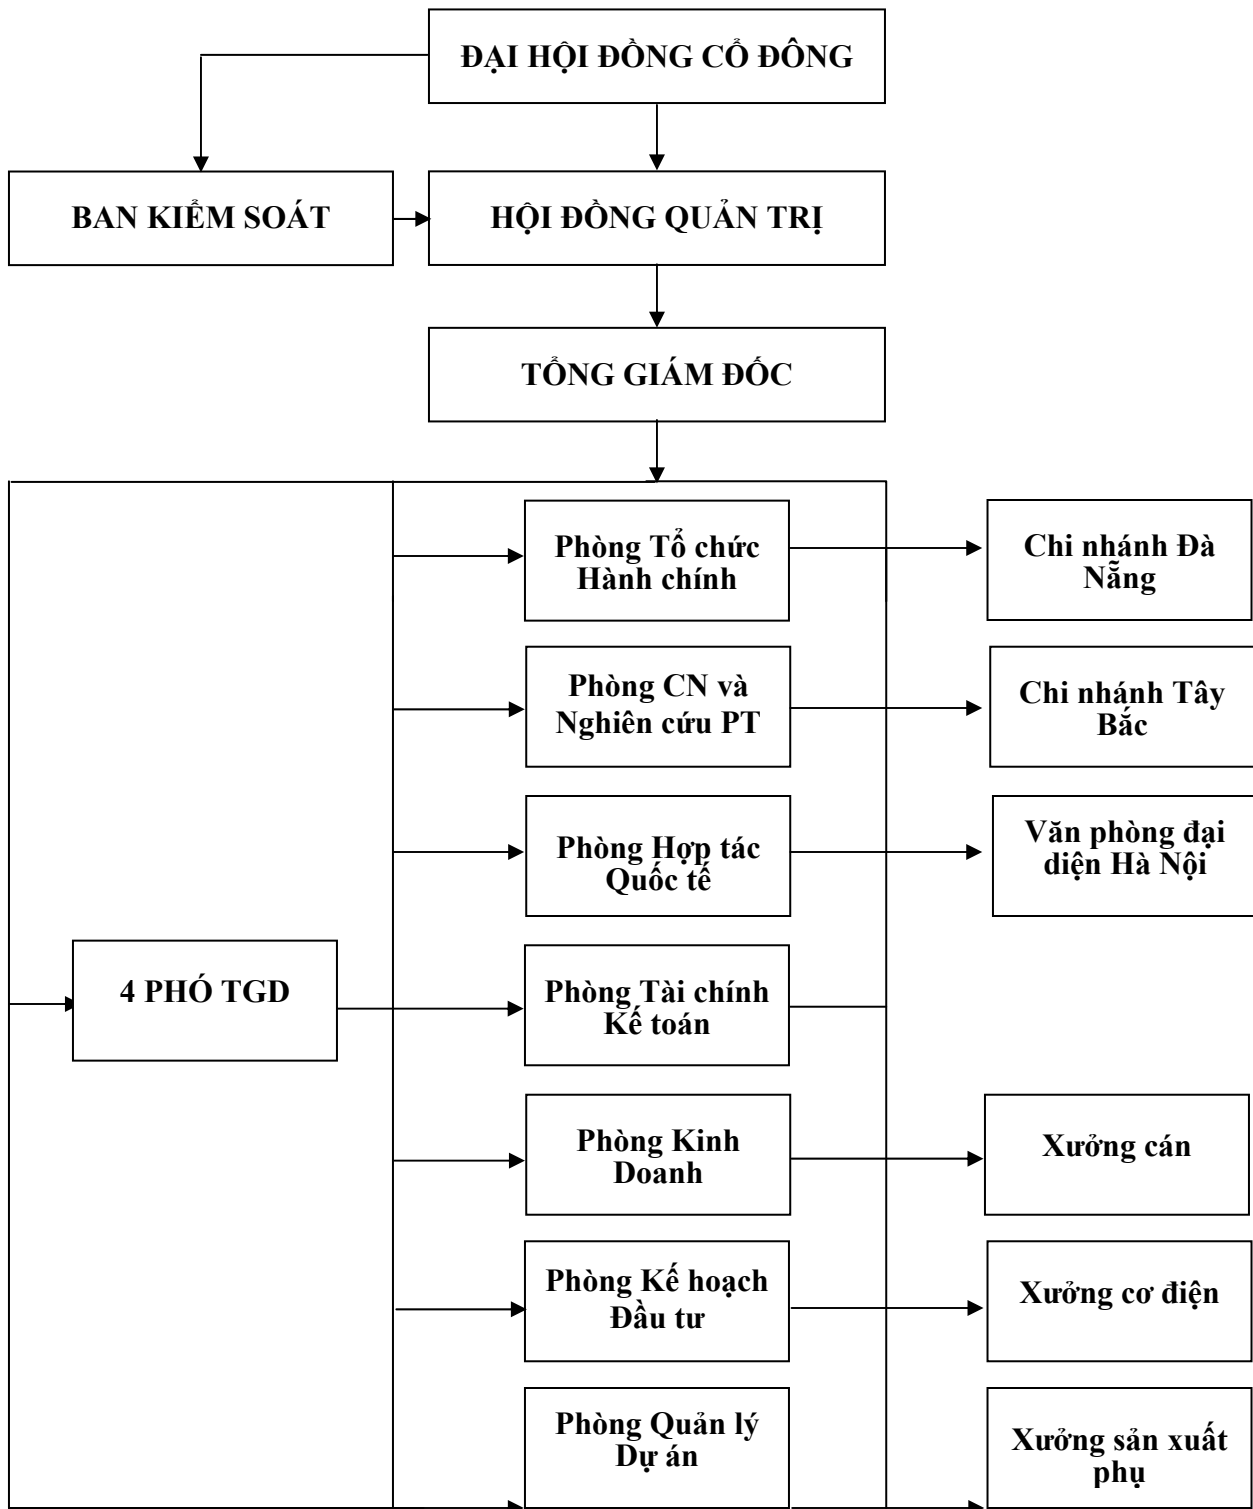 ĐẠI HỘI ĐỒNG CỔ ĐÔNG
BAN KIỂM SOÁT
HỘI ĐỒNG QUẢN TRỊ
TỔNG GIÁM ĐỐC
Phòng Tổ chức
Hành chính
Chi nhánh Đà
Nẵng
Phòng CN và
Nghiên cứu PT
Chi nhánh Tây
Bắc
Phòng Hợp tác
Quốc tế
Văn phòng đại
diện Hà Nội
4 PHÓ TGD
Phòng Tài chính
Kế toán
Phòng Kinh
Doanh
Xưởng cán
Phòng Kế hoạch
Đầu tư
Xưởng cơ điện
Phòng Quản lý
Dự án
Xưởng sản xuất
phụ